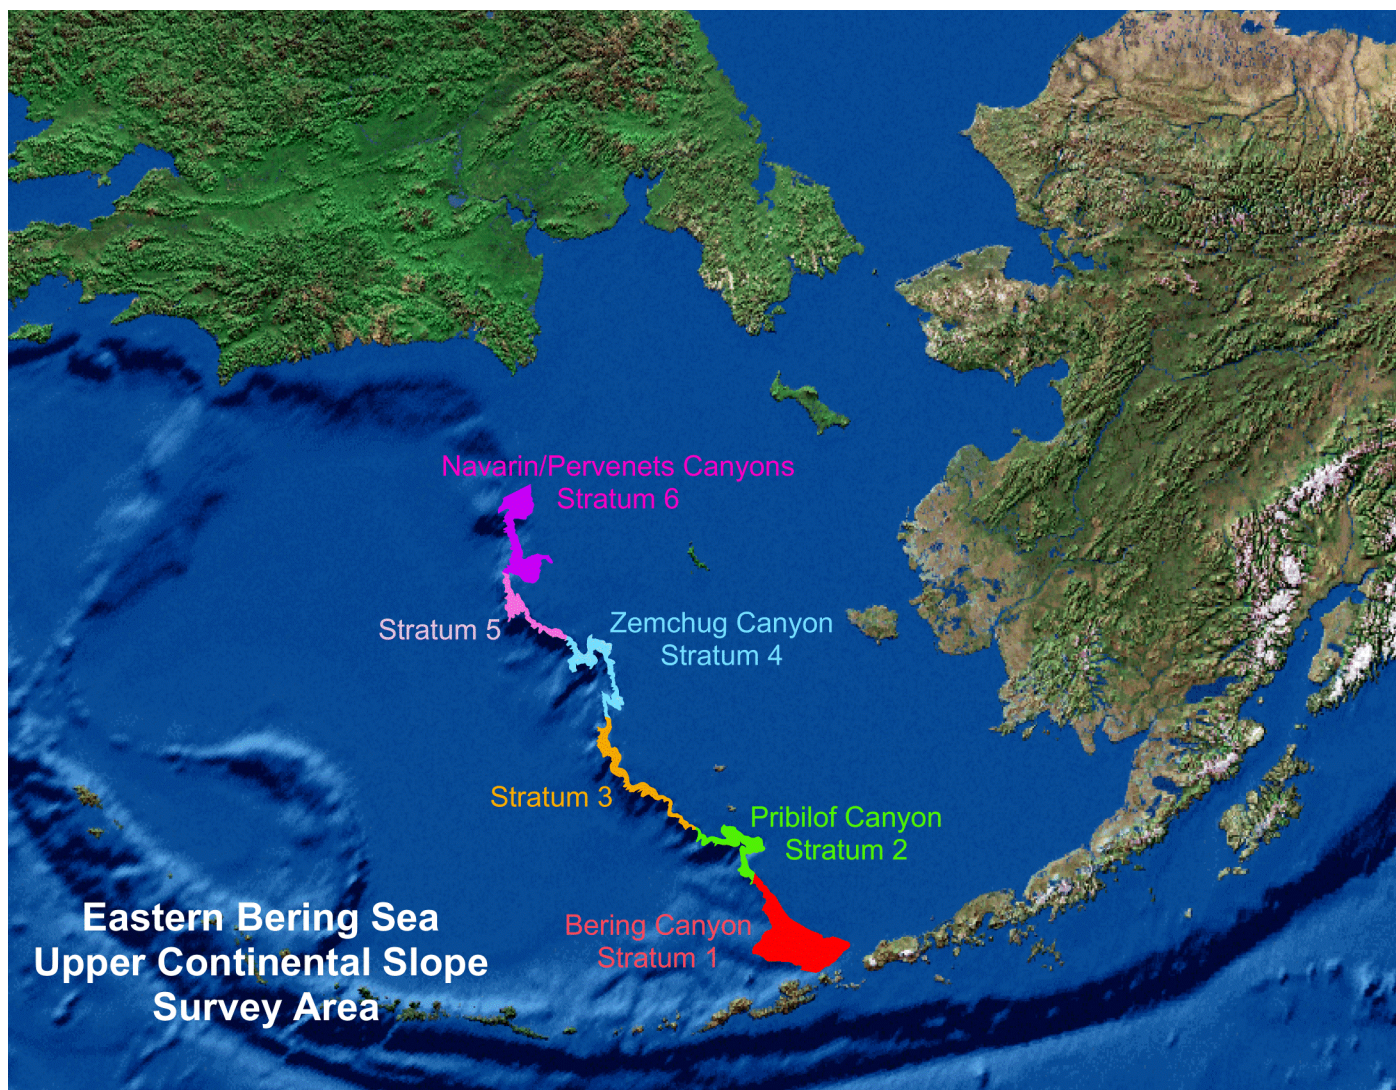 Navarin/Pervenets Canyons
Stratum 6
Stratum 5
Zemchug Canyon
Stratum 4
Stratum 3
Pribilof Canyon
Stratum 2
Bering Canyon
Stratum 1
Eastern Bering Sea
Upper Continental Slope
Survey Area